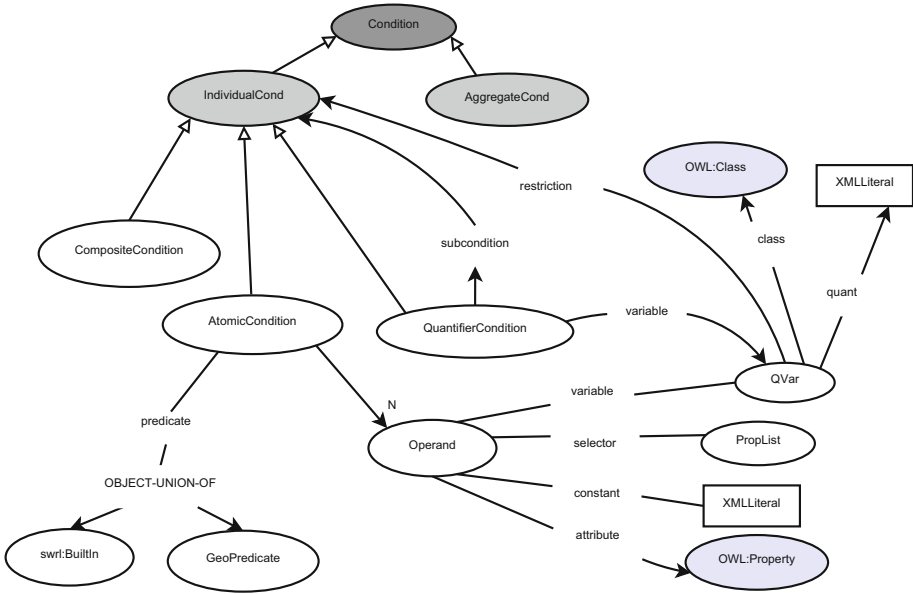 Condition
IndividualCond
AggregateCond
OWL:Class
XMLLiteral
restriction
class
subcondition
CompositeCondition
quant
AtomicCondition
QuantifierCondition
variable
QVar
variable
N
predicate
Operand
selector
PropList
OBJECT-UNION-OF
constant
XMLLiteral
attribute
swrl:BuiltIn
GeoPredicate
OWL:Property